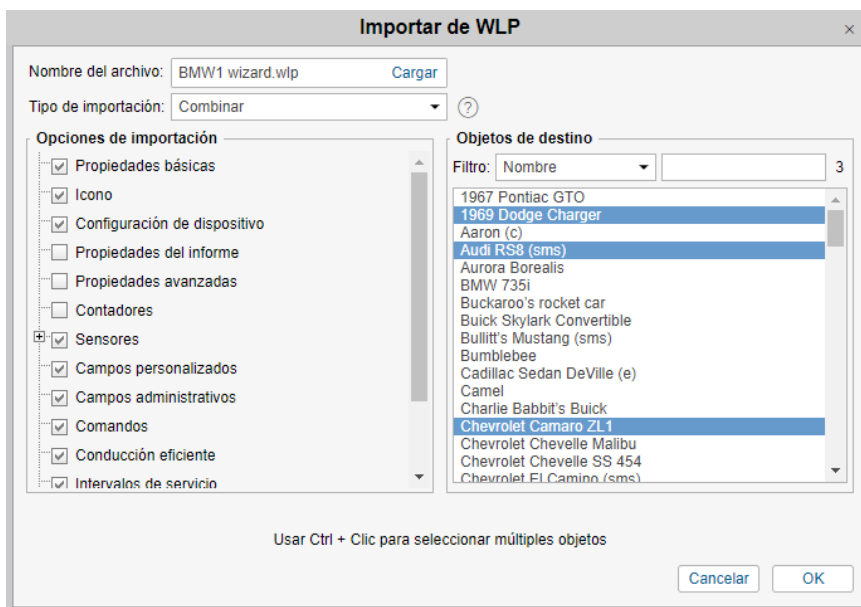 Importar de WLP
Nombre del archivo: BMW1 wizard.wlp Cargar
Tipo de importación: Combinar ?
Opciones de importación
Propiedades básicas
Icono
Configuración de dispositivo
Propiedades del informe
Propiedades avanzadas
Contadores
Sensores
Campos personalizados
Campos administrativos
Comandos
Conducción eficiente
Intervalos de servicio
Objetos de destino
Filtro: Nombre 3
1967 Pontiac GTO
1969 Dodge Charger
Aaron (c)
Audi RS8 (sms)
Aurora Borealis
BMW 735i
Buckaroo's rocket car
Buick Skylark Convertible
Bullitt's Mustang (sms)
Bumblebee
Cadillac Sedan DeVille (e)
Camel
Charlie Babbit's Buick
Chevrolet Camaro ZL1
Chevrolet Chevelle Malibu
Chevrolet Chevelle SS 454
Chevrolet El Camino (sms)
Usar Ctrl + Clic para seleccionar múltiples objetos
Cancelar OK